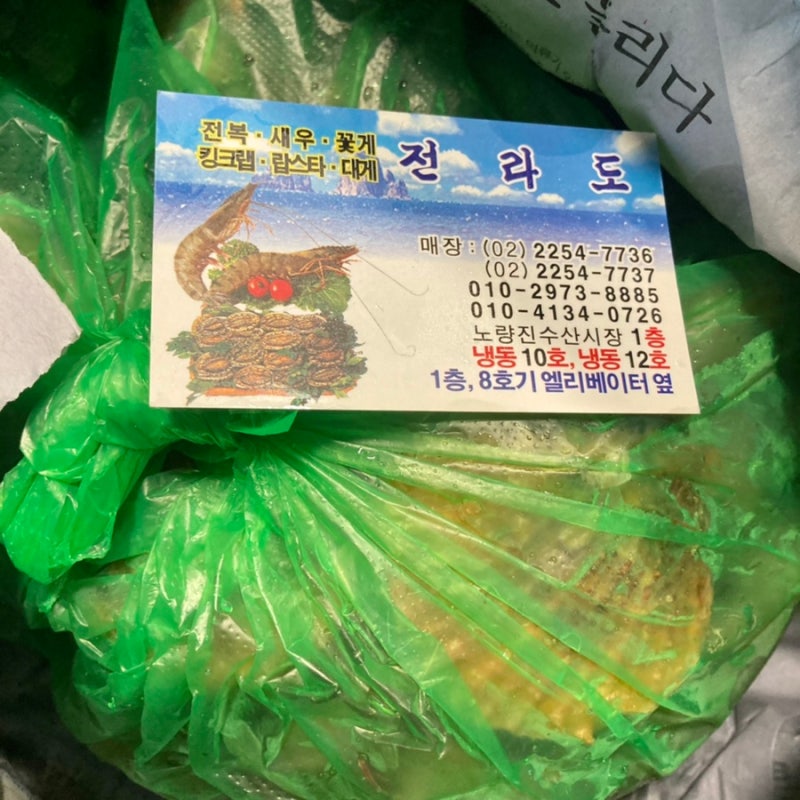 전복·새우·꽃게
킹크랩·랍스타·대게
전라도
매장 : (02) 2254-7736
(02) 2254-7737
010-2973-8885
010-4134-0726
노량진수산시장 1층
냉동 10호, 냉동 12호
1층, 8호기 엘리베이터 옆
리다